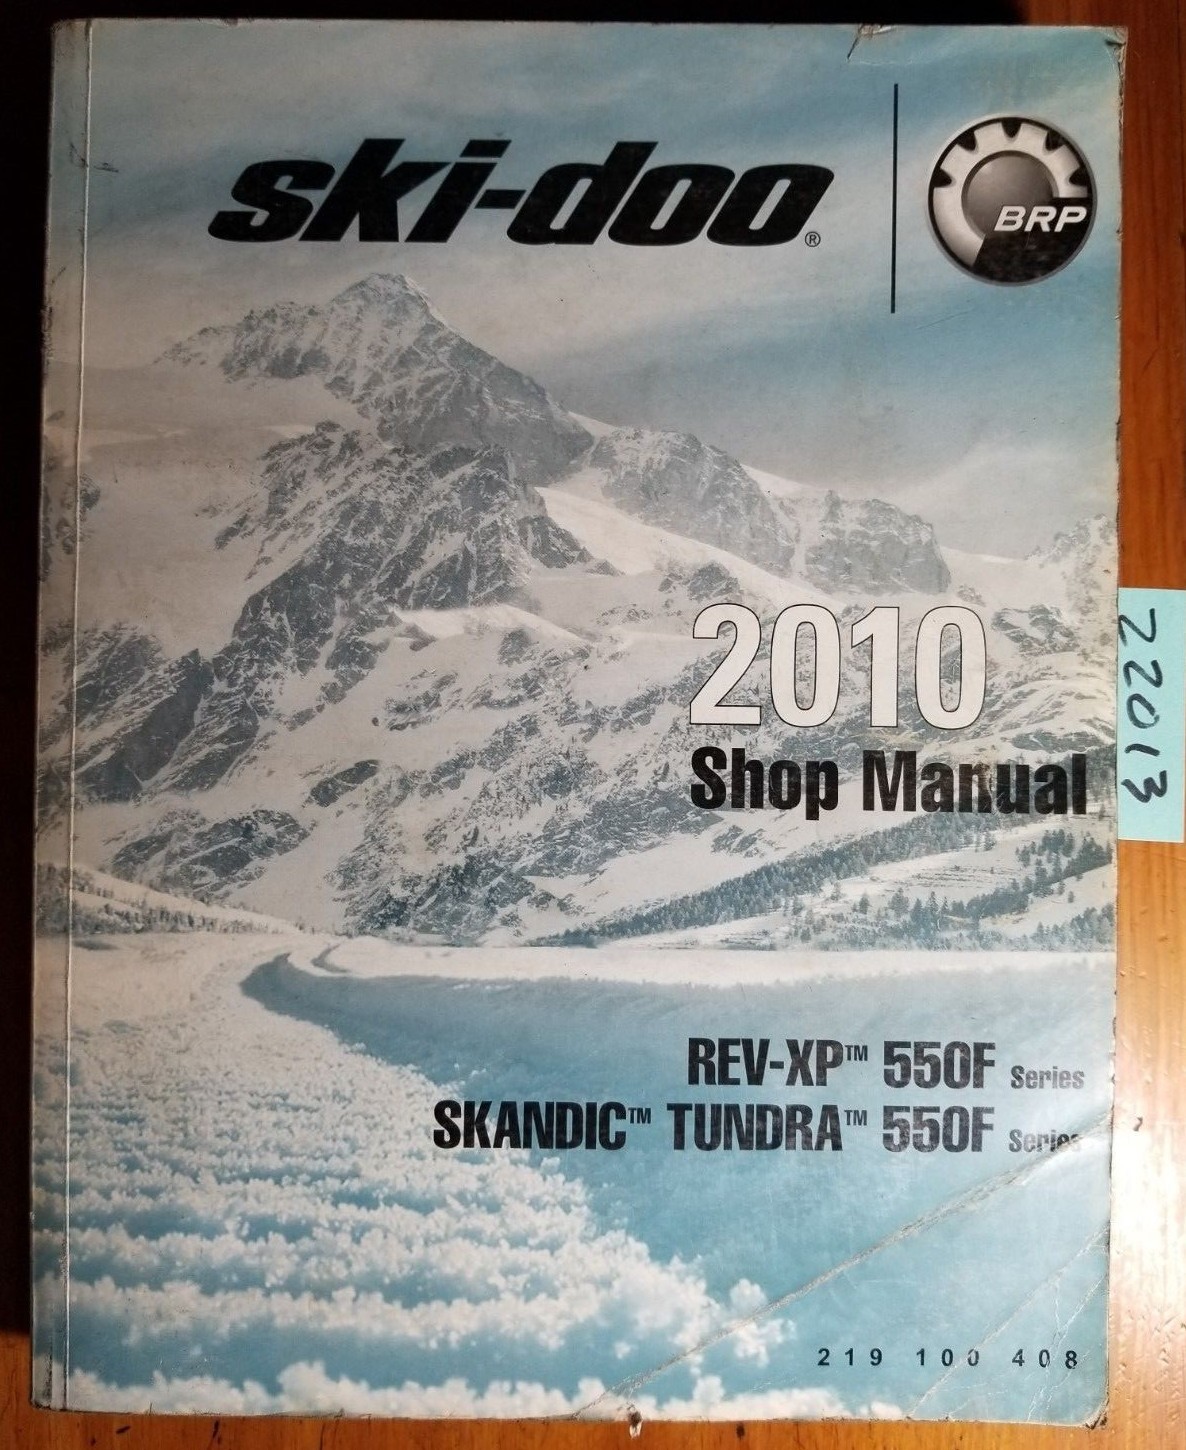 ski-doo®
BRP
2010
Shop Manual
22013
REV-XP™ 550F Series
SKANDIC™ TUNDRA™ 550F Series
219 100 408